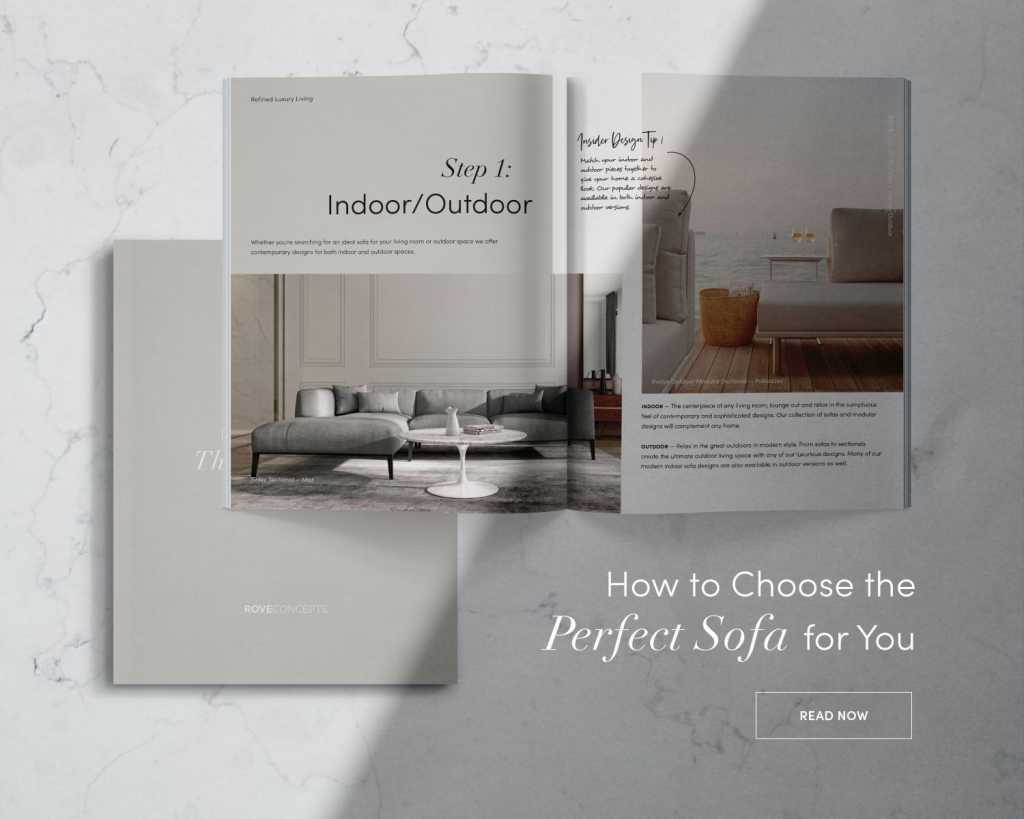 Refined Luxury Living
Step 1:
Indoor/Outdoor
Whether you're searching for an ideal sofa for your living room or outdoor space we offer
contemporary designs for both indoor and outdoor spaces.
Insider Design Tip /
Match your indoor and
outdoor pieces together to
give your home a cohesive
look. Our popular designs are
available in both indoor and
outdoor versions.
INDOOR — The centerpiece of any living room, lounge out and relax in the sumptuous
feel of contemporary and sophisticated designs. Our collection of sofas and modular
designs will complement any home.
OUTDOOR — Relax in the great outdoors in modern style. From sofas to sectionals
create the ultimate outdoor living space with any of our luxurious designs. Many of our
modern indoor sofa designs are also available in outdoor versions as well.
Th
ROVECONCEPTS
How to Choose the
Perfect Sofa for You
READ NOW